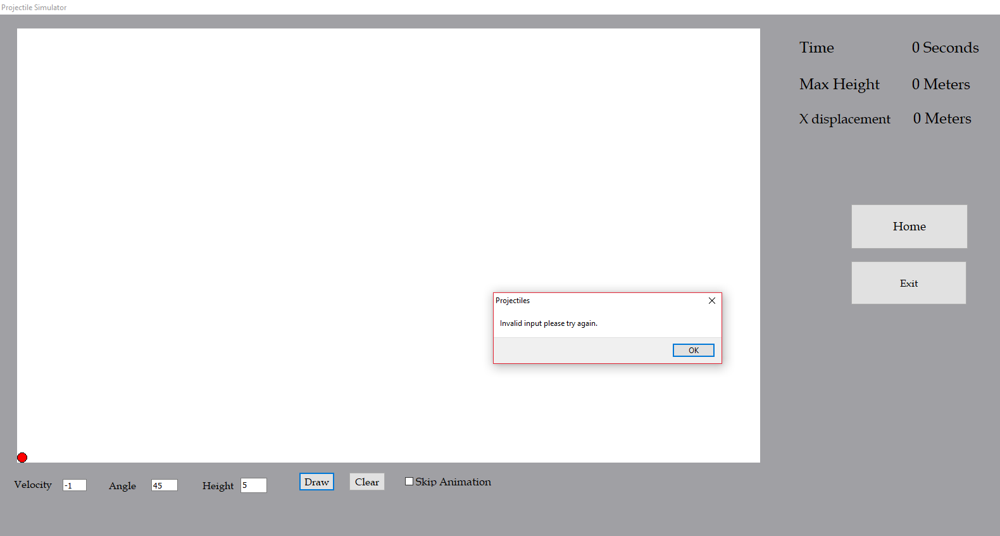 Projectile Simulator
Time 0 Seconds
Max Height 0 Meters
X displacement 0 Meters
Home
Exit
Projectiles
Invalid input please try again.
OK
Velocity -1 Angle 45 Height 5 Draw Clear Skip Animation